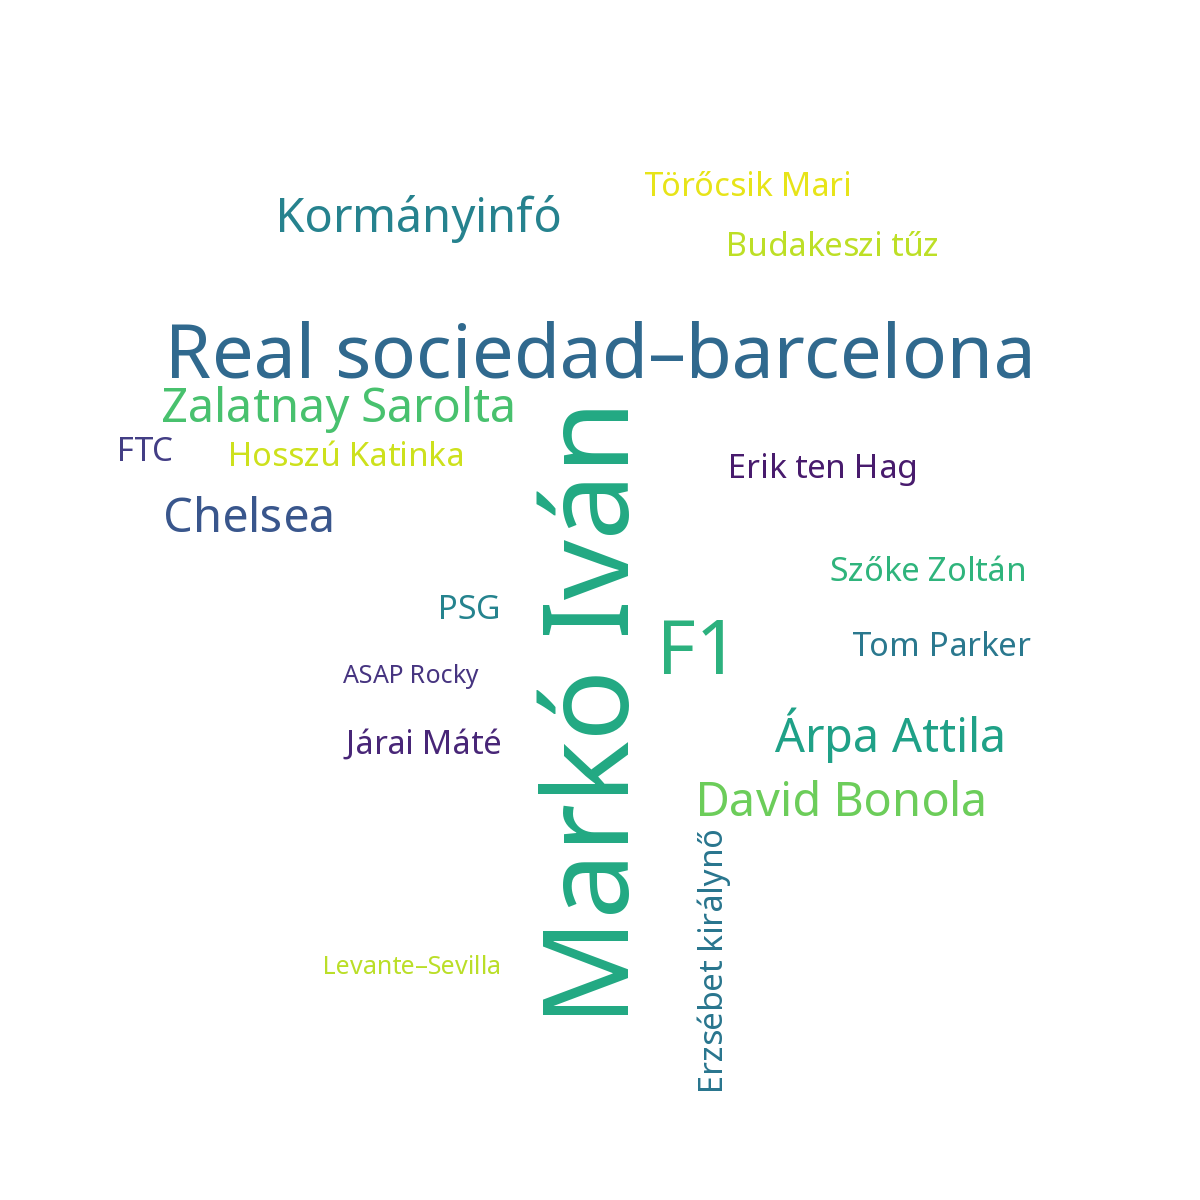 Törőcsik Mari
Kormányinfó
Budakeszi tűz
Real sociedad–barcelona
Zalatnay Sarolta
FTC
Hosszú Katinka
Erik ten Hag
Chelsea
Markó Iván
Szőke Zoltán
PSG
F1
Tom Parker
ASAP Rocky
Árpa Attila
Járai Máté
David Bonola
Erzsébet királynő
Levante–Sevilla